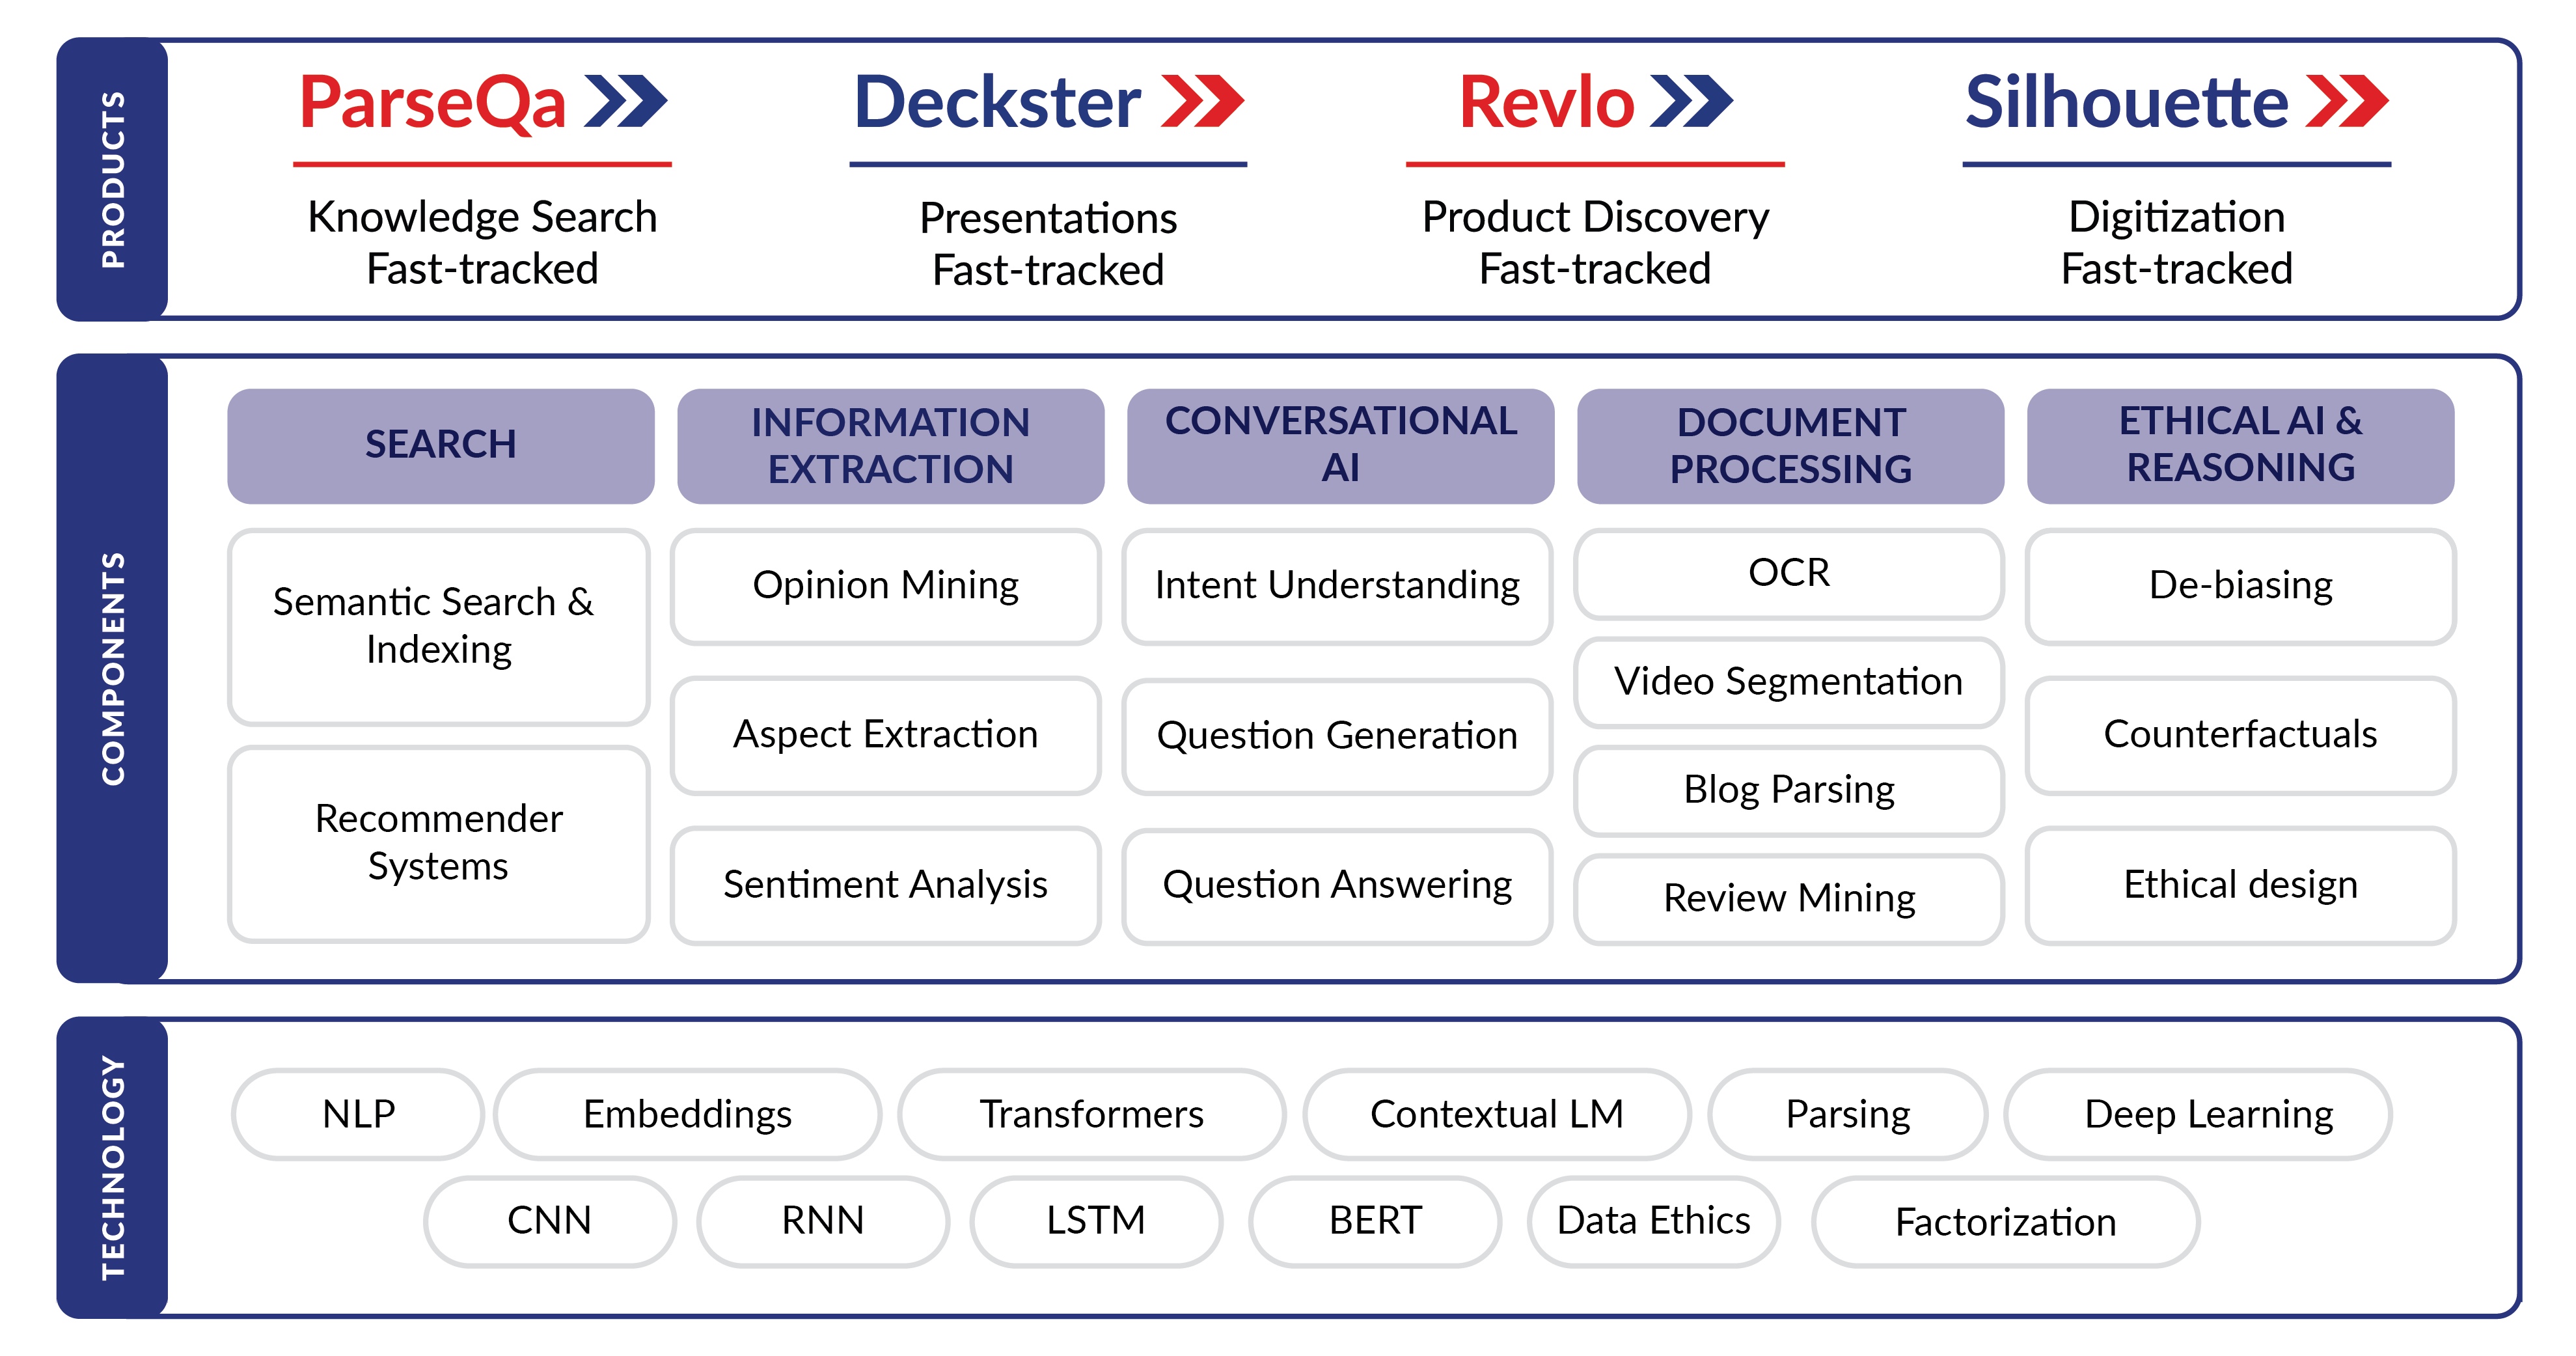 PRODUCTS
ParseQa
Knowledge Search
Fast-tracked
Deckster
Presentations
Fast-tracked
Revlo
Product Discovery
Fast-tracked
Silhouette
Digitization
Fast-tracked
COMPONENTS
SEARCH
Semantic Search &
Indexing
Recommender
Systems
INFORMATION
EXTRACTION
Opinion Mining
Aspect Extraction
Sentiment Analysis
CONVERSATIONAL
AI
Intent Understanding
Question Generation
Question Answering
DOCUMENT
PROCESSING
OCR
Video Segmentation
Blog Parsing
Review Mining
ETHICAL AI &
REASONING
De-biasing
Counterfactuals
Ethical design
TECHNOLOGY
NLP
Embeddings
Transformers
Contextual LM
Parsing
Deep Learning
CNN
RNN
LSTM
BERT
Data Ethics
Factorization